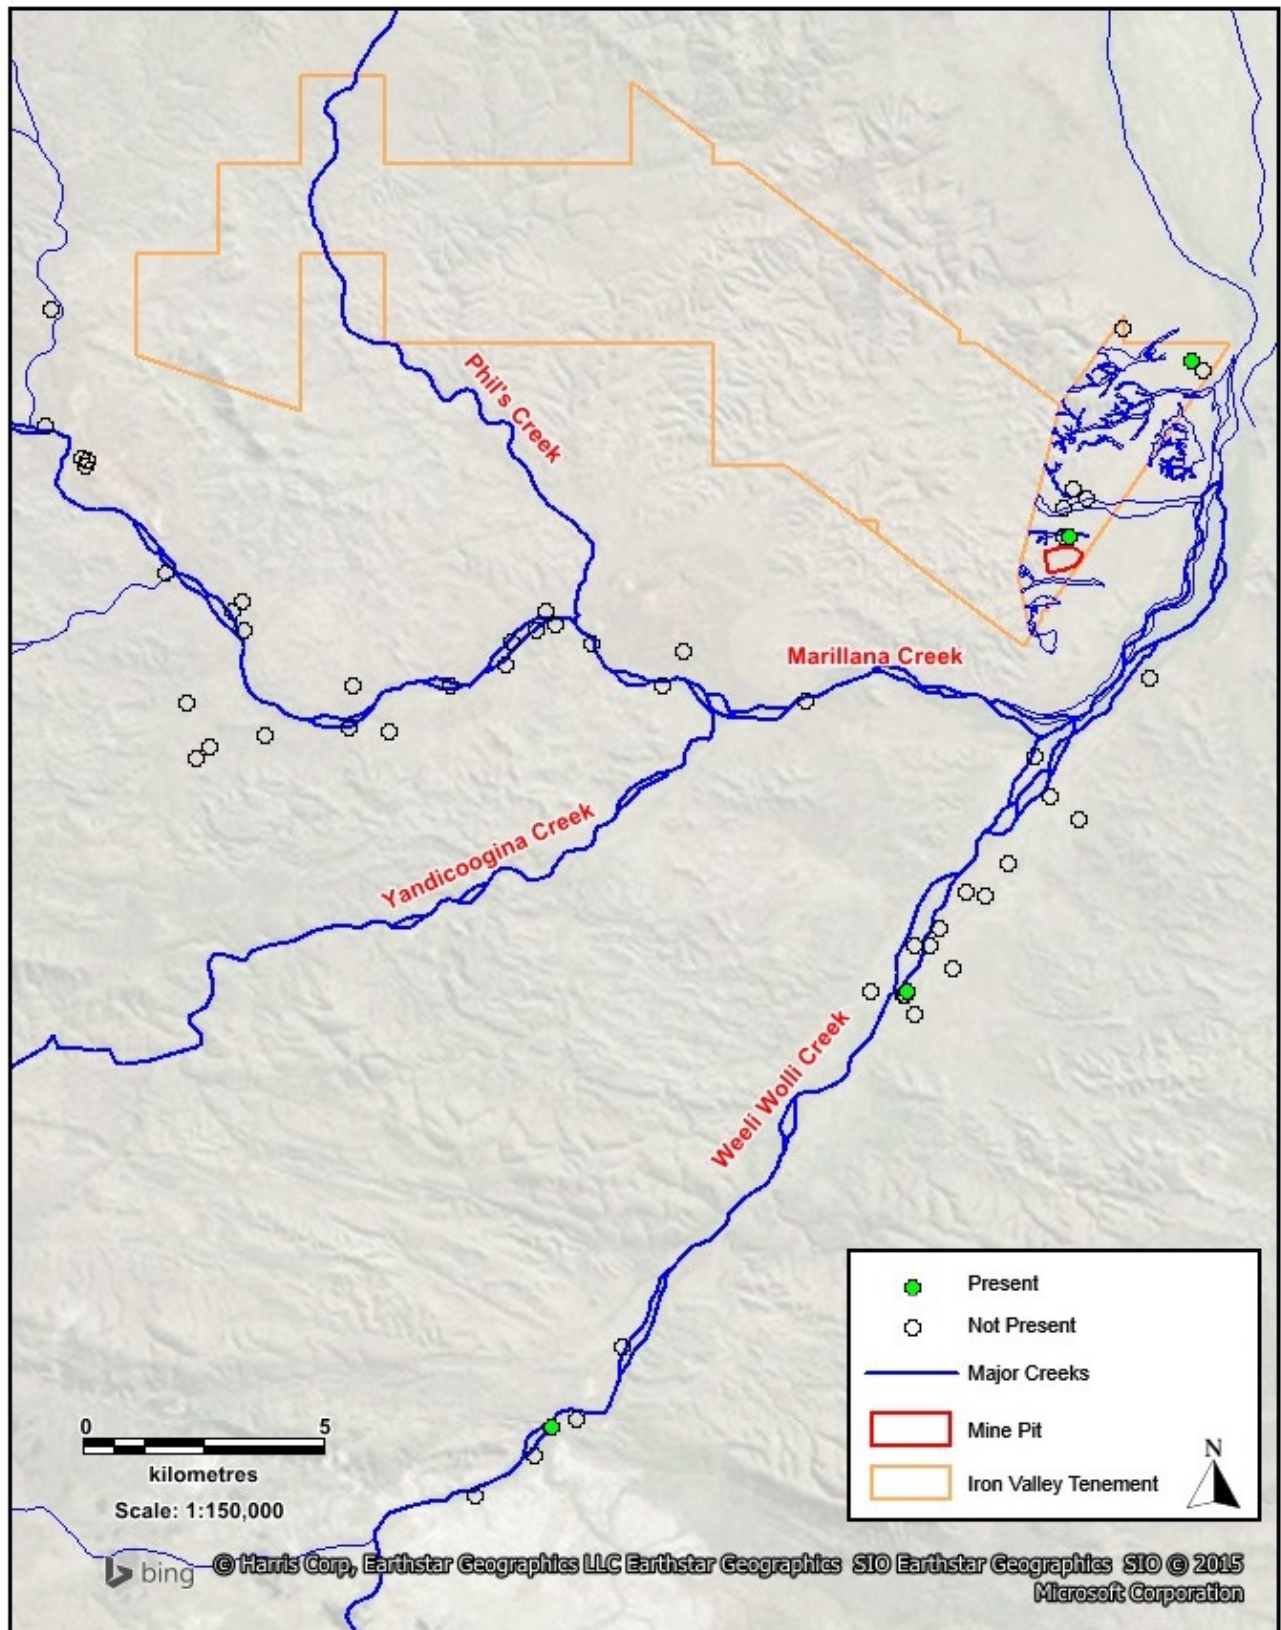 Phil's Creek
Marillana Creek
Yandicoogina Creek
Weeli Wolli Creek
Present
Not Present
Major Creeks
Mine Pit
Iron Valley Tenement
N
0 5
kilometres
Scale: 1:150,000
bing
© Harris Corp, Earthstar Geographics LLC Earthstar Geographics SIO Earthstar Geographics SIO © 2015
Microsoft Corporation